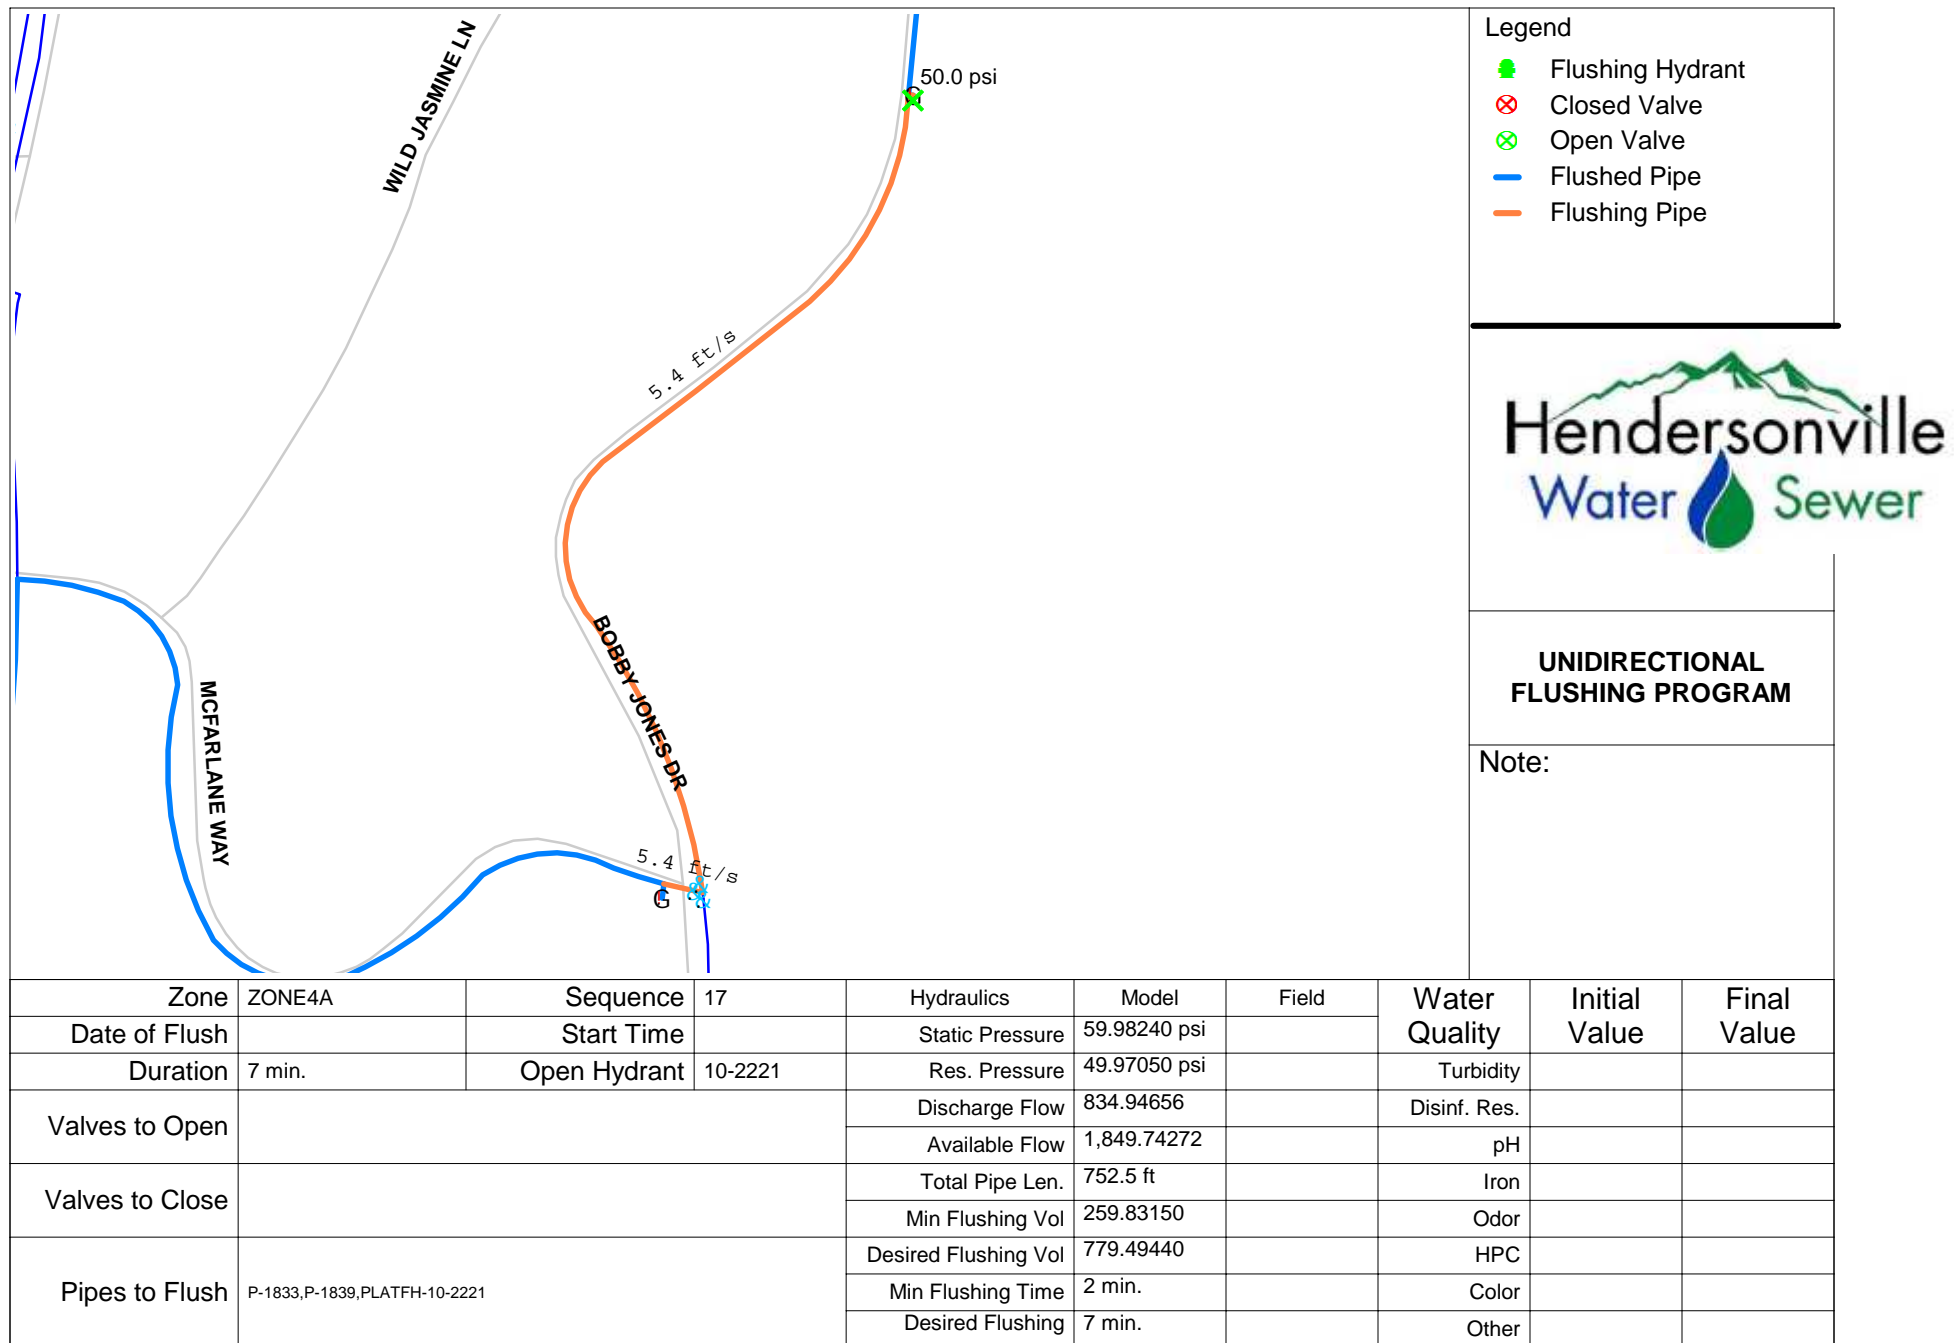 Legend
Flushing Hydrant
Closed Valve
Open Valve
Flushed Pipe
Flushing Pipe
WILD JASMINE LN
50.0 psi
G
5.4 ft/s
BOBBY JONES DR
MCFARLANE WAY
5.4 ft/s
G
Hendersonville
Water Sewer
UNIDIRECTIONAL
FLUSHING PROGRAM
Note:
Zone ZONE4A Sequence 17 Hydraulics Model Field Water Quality Initial Value Final Value
Date of Flush Start Time Static Pressure 59.98240 psi
Duration 7 min. Open Hydrant 10-2221 Res. Pressure 49.97050 psi Turbidity
Valves to Open Discharge Flow 834.94656 Disinf. Res.
Available Flow 1,849.74272 pH
Valves to Close Total Pipe Len. 752.5 ft Iron
Min Flushing Vol 259.83150 Odor
Pipes to Flush P-1833,P-1839,PLATFH-10-2221 Desired Flushing Vol 779.49440 HPC
Min Flushing Time 2 min. Color
Desired Flushing 7 min. Other